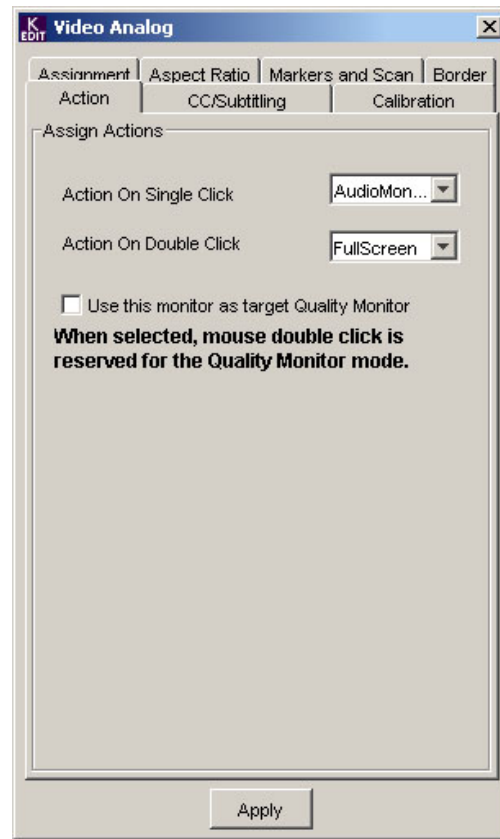 K EDIT Video Analog
Assignment Aspect Ratio Markers and Scan Border
Action CC/Subtitling Calibration
Assign Actions
Action On Single Click AudioMon...
Action On Double Click FullScreen
Use this monitor as target Quality Monitor
When selected, mouse double click is
reserved for the Quality Monitor mode.
Apply